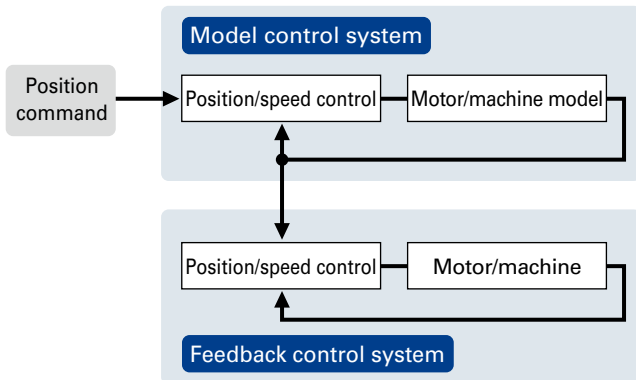 Model control system
Position
command
Position/speed control
Motor/machine model
Position/speed control
Motor/machine
Feedback control system